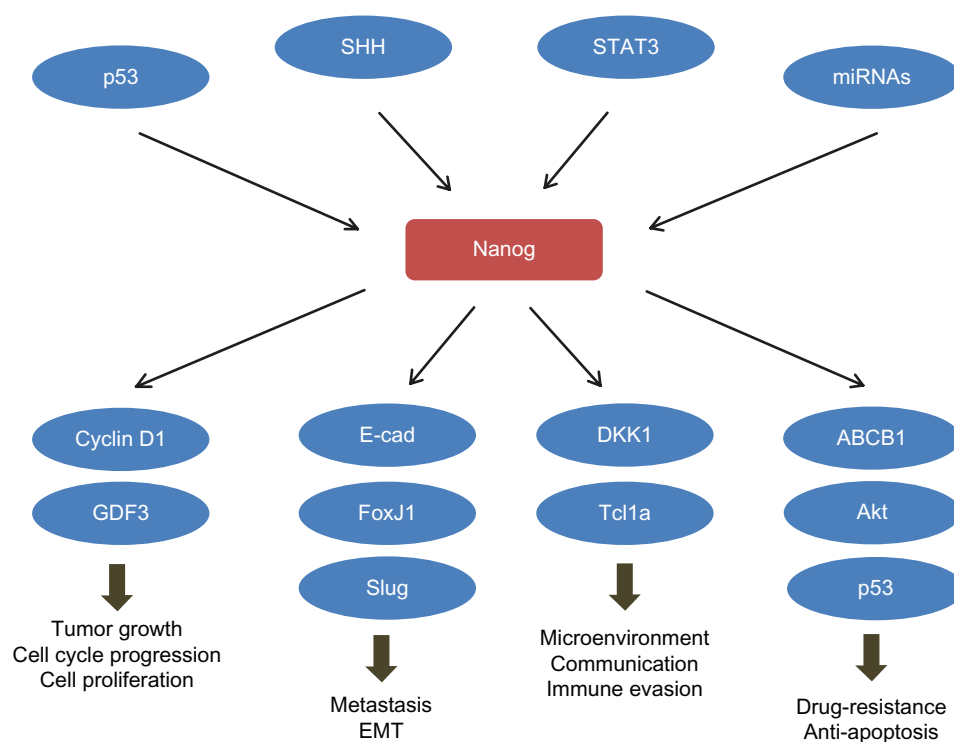 p53
SHH
STAT3
miRNAs
Nanog
Cyclin D1
GDF3
Tumor growth
Cell cycle progression
Cell proliferation
E-cad
FoxJ1
Slug
Metastasis
EMT
DKK1
Tcl1a
Microenvironment
Communication
Immune evasion
ABCB1
Akt
p53
Drug-resistance
Anti-apoptosis